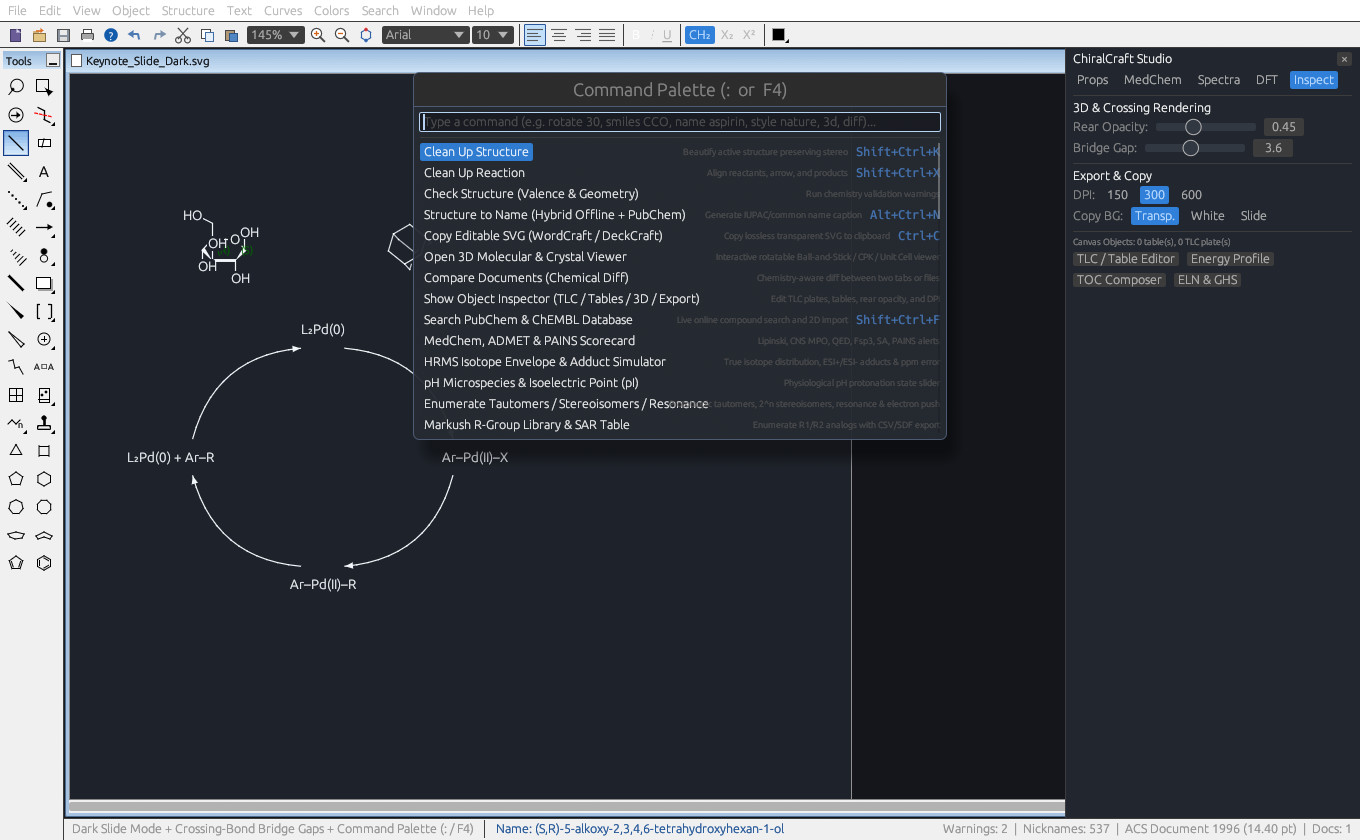 File Edit View Object Structure Text Curves Colors Search Window Help
145% Arial 10 B I U CH₂ X₂ X²
Tools
Keynote_Slide_Dark.svg
ChiralCraft Studio
Props MedChem Spectra DFT Inspect
3D & Crossing Rendering
Rear Opacity: 0.45
Bridge Gap: 3.6
Export & Copy
DPI: 150 300 600
Copy BG: Transp. White Slide
Canvas Objects: 0 table(s), 0 TLC plate(s)
TLC / Table Editor Energy Profile
TOC Composer ELN & GHS
Command Palette (: or F4)
Type a command (e.g. rotate 30, smiles CCO, name aspirin, style nature, 3d, diff)...
Clean Up Structure Beautify active structure preserving stereo Shift+Ctrl+K
Clean Up Reaction Align reactants, arrow, and products Shift+Ctrl+X
Check Structure (Valence & Geometry) Run chemistry validation warnings
Structure to Name (Hybrid Offline + PubChem) Generate IUPAC/common name caption Alt+Ctrl+N
Copy Editable SVG (WordCraft / DeckCraft) Copy lossless transparent SVG to clipboard Ctrl+C
Open 3D Molecular & Crystal Viewer Interactive rotatable Ball-and-Stick / CPK / Unit Cell viewer
Compare Documents (Chemical Diff) Chemistry-aware diff between two tabs or files
Show Object Inspector (TLC / Tables / 3D / Export) Edit TLC plates, tables, rear opacity, and DPI
Search PubChem & ChEMBL Database Live online compound search and 2D import Shift+Ctrl+F
MedChem, ADMET & PAINS Scorecard Lipinski, CNS MPO, QED, Fsp3, SA, PAINS alerts
HRMS Isotope Envelope & Adduct Simulator True isotope distribution, ESI+/ESI- adducts & ppm error
pH Microspecies & Isoelectric Point (pI) Physiological pH protonation state slider
Enumerate Tautomers / Stereoisomers / Resonance tautomers, 2^n stereoisomers, resonance & electron push
Markush R-Group Library & SAR Table Enumerate R1/R2 analogs with CSV/SDF export
HO
OH
OH O
OH
OH
L₂Pd(0)
L₂Pd(0) + Ar–R
Ar–Pd(II)–X
Ar–Pd(II)–R
A
Dark Slide Mode + Crossing-Bond Bridge Gaps + Command Palette (: / F4) Name: (S,R)-5-alkoxy-2,3,4,6-tetrahydroxyhexan-1-ol Warnings: 2 | Nicknames: 537 | ACS Document 1996 (14.40 pt) | Docs: 1